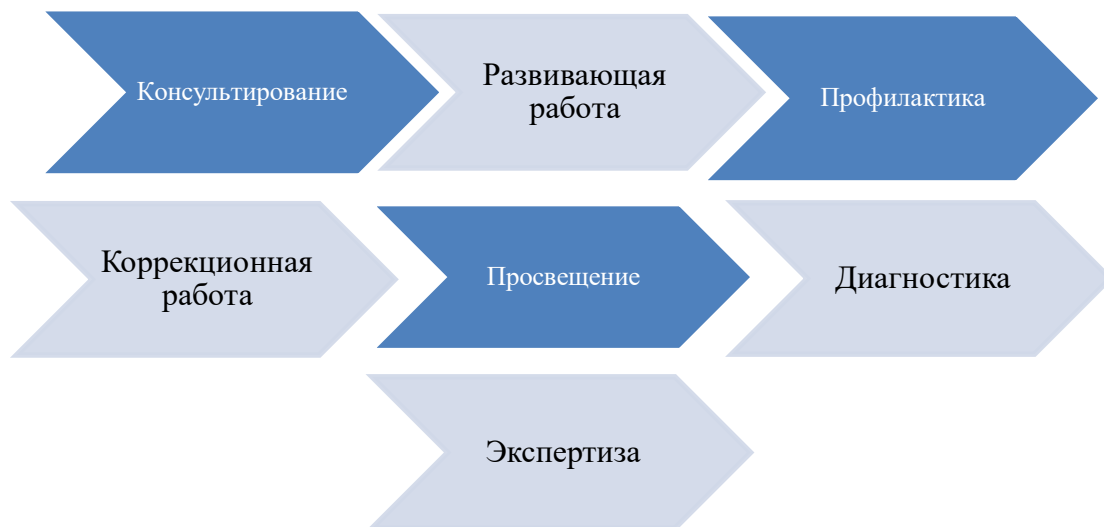 Консультирование
Развивающая
работа
Профилактика
Коррекционная
работа
Просвещение
Диагностика
Экспертиза